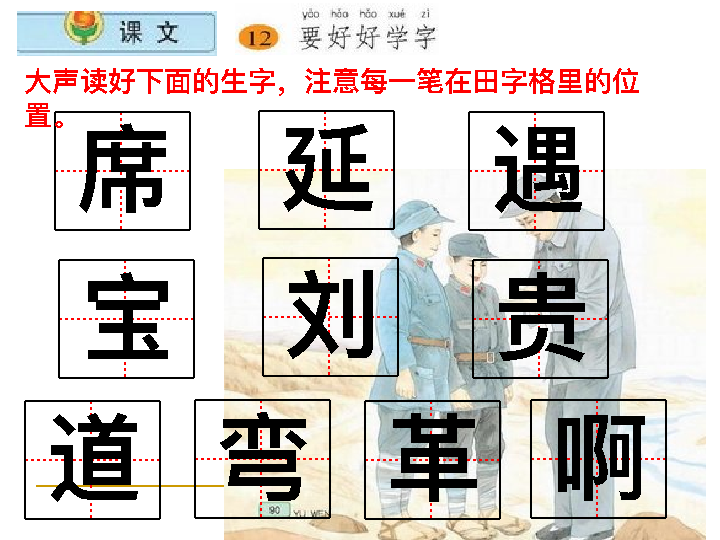 yào hǎo hǎo xué zì
课 文 12 要好好学字
大声读好下面的生字，注意每一笔在田字格里的位
置。
席 延 遇
宝 刘 贵
道 弯 革 啊
90 YU WEN